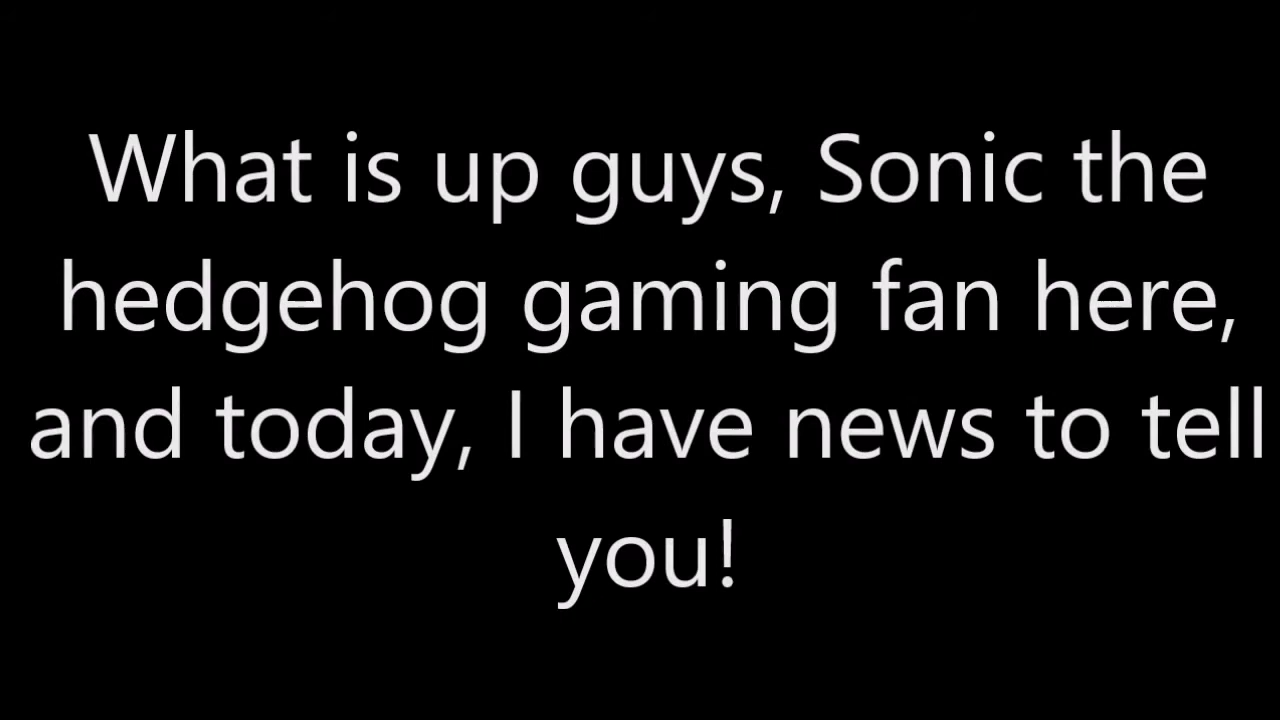 What is up guys, Sonic the
hedgehog gaming fan here,
and today, I have news to tell
you!